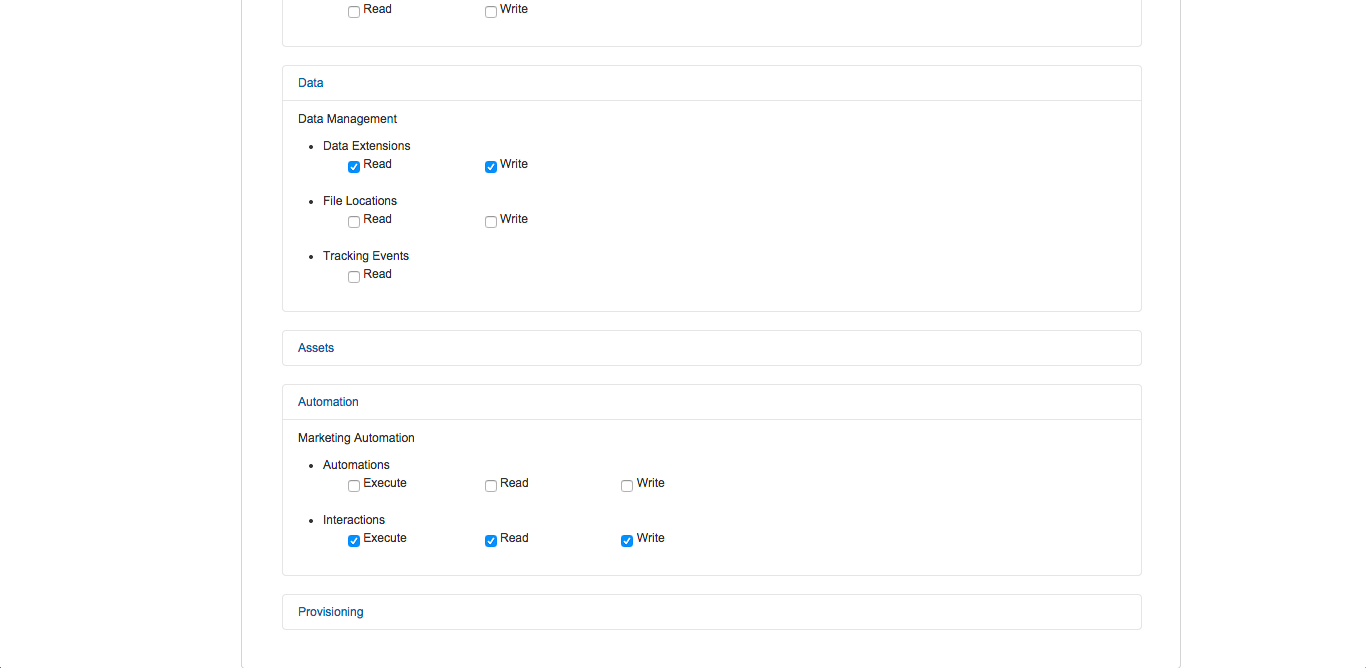 Read Write
Data
Data Management
Data Extensions
Read Write
File Locations
Read Write
Tracking Events
Read
Assets
Automation
Marketing Automation
Automations
Execute Read Write
Interactions
Execute Read Write
Provisioning